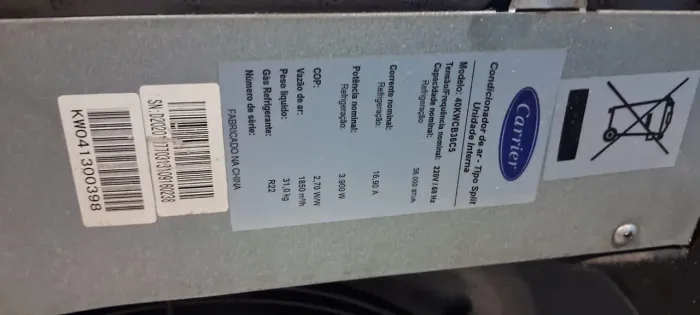 Carrier
Condicionador de ar - Tipo Split
Unidade Interna
Modelo: 40KWCB36C5
Tensão/Frequência nominal: 220V / 60 Hz
Capacidade nominal:
Refrigeração: 36.000 BTU/h
Corrente nominal:
Refrigeração: 16,90 A
Potência nominal:
Refrigeração: 3.900 W
COP: 2,70 W/W
Vazão de ar: 1850 m³/h
Peso líquido: 31,0 kg
Gás Refrigerante: R22
Número de série:
FABRICADO NA CHINA
KW041300398